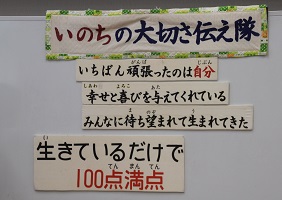 いのちの大切さ伝え隊
いちばん頑張ったのは自分
幸せと喜びを与えてくれている
みんなに待ち望まれて生まれてきた
生きているだけで
100点満点